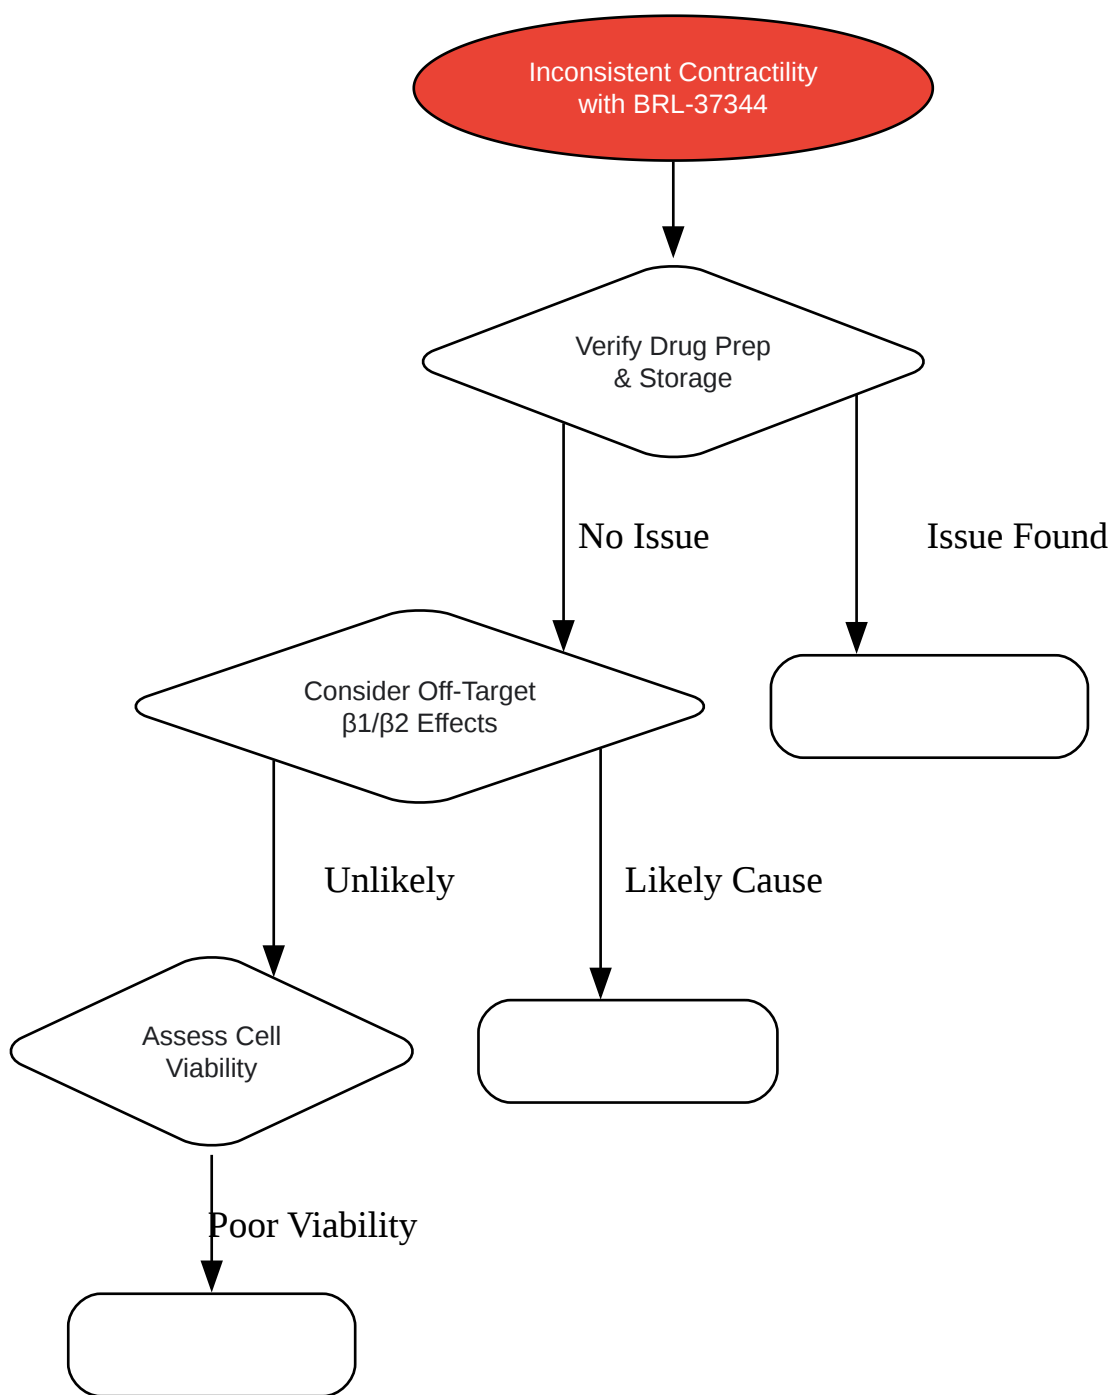 Inconsistent Contractility
with BRL-37344
Verify Drug Prep
& Storage
No Issue
Issue Found
Consider Off-Target
β1/β2 Effects
Unlikely
Likely Cause
Assess Cell
Viability
Poor Viability